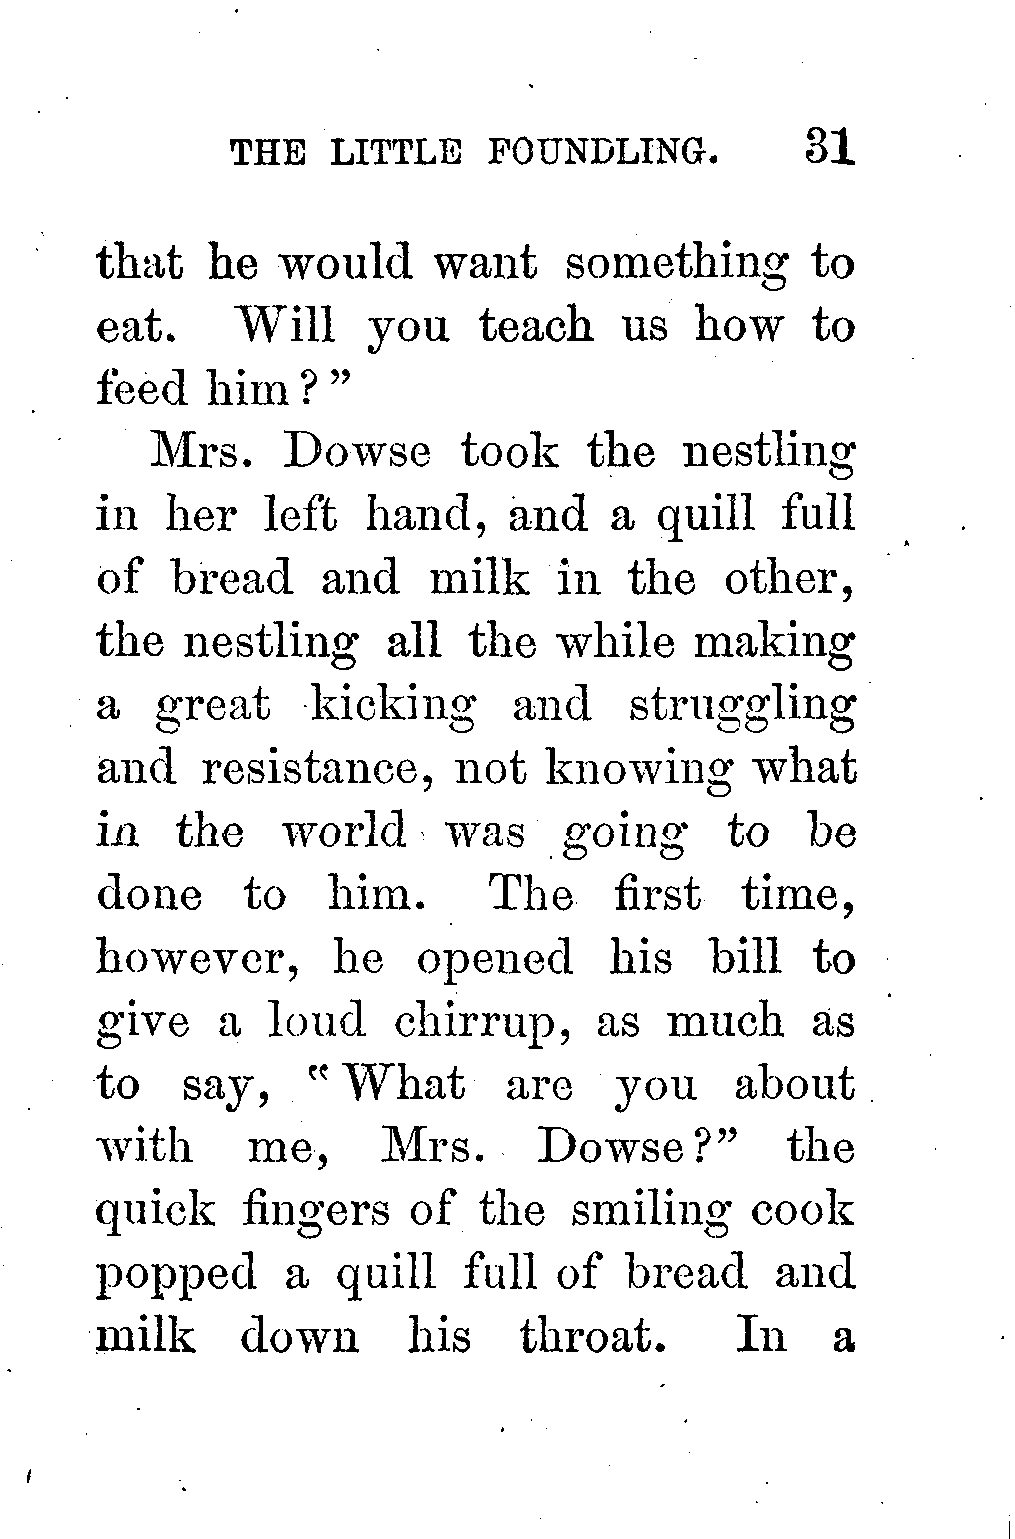 THE LITTLE FOUNDLING. 31
that he would want something to
eat. Will you teach us how to
feed him?"
Mrs. Dowse took the nestling
in her left hand, and a quill full
of bread and milk in the other,
the nestling all the while making
a great kicking and struggling
and resistance, not knowing what
in the world was going to be
done to him. The first time,
however, he opened his bill to
give a loud chirrup, as much as
to say, "What are you about
with me, Mrs. Dowse?" the
quick fingers of the smiling cook
popped a quill full of bread and
milk down his throat. In a